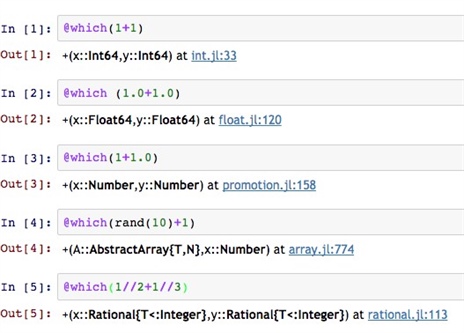 In [1]: @which(1+1)
Out[1]: +(x::Int64,y::Int64) at int.jl:33
In [2]: @which (1.0+1.0)
Out[2]: +(x::Float64,y::Float64) at float.jl:120
In [3]: @which(1+1.0)
Out[3]: +(x::Number,y::Number) at promotion.jl:158
In [4]: @which(rand(10)+1)
Out[4]: +(A::AbstractArray{T,N},x::Number) at array.jl:774
In [5]: @which(1//2+1//3)
Out[5]: +(x::Rational{T<:Integer},y::Rational{T<:Integer}) at rational.jl:113